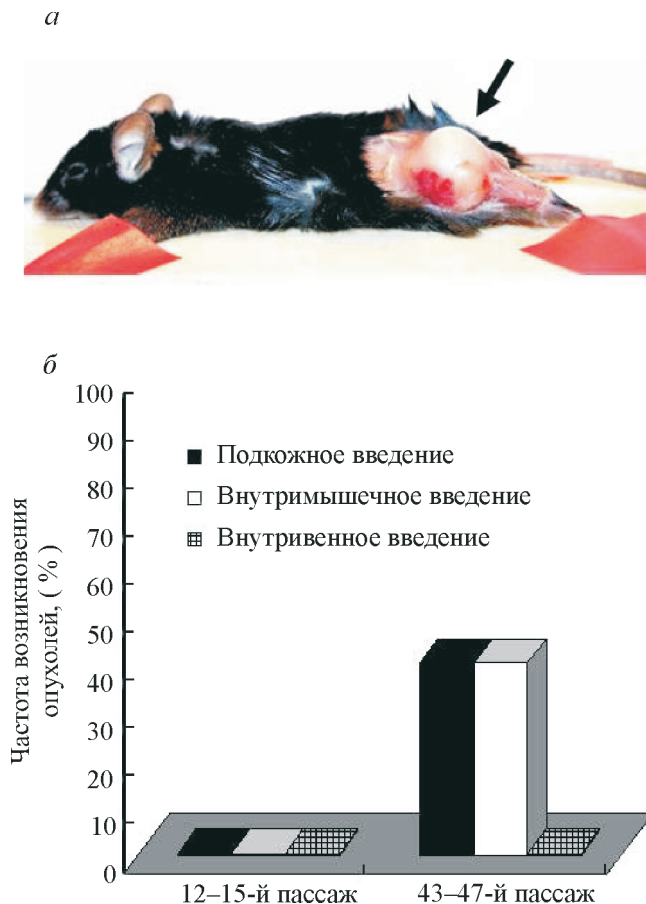 а
б
100
90
80
70
60
50
40
30
20
10
0
Частота возникновения
опухолей, ( % )
Подкожное введение
Внутримышечное введение
Внутривенное введение
12–15-й пассаж
43–47-й пассаж